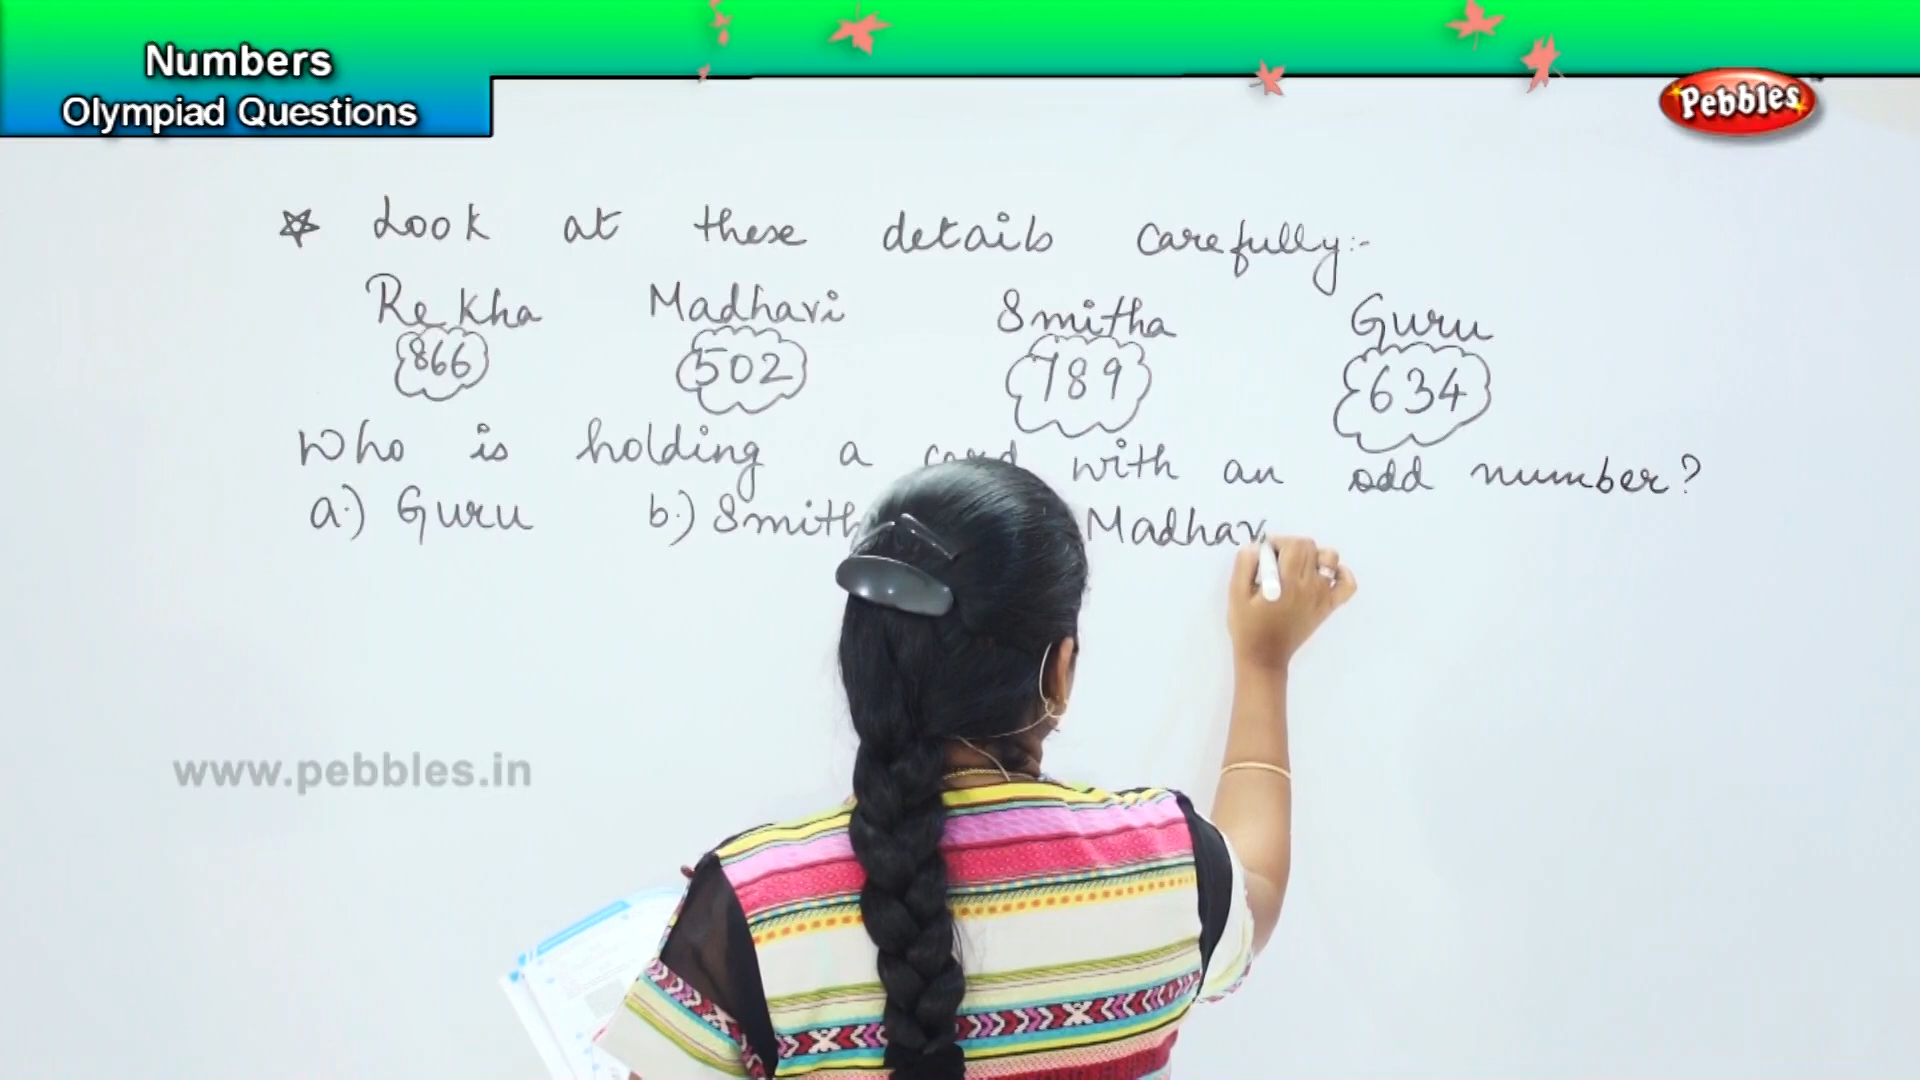 Numbers
Olympiad Questions
Pebbles
Look at these details carefully:-
Rekha Madhavi Smitha Guru
866 502 789 634
Who is holding a card with an odd number?
a.) Guru b.) Smith Madhav
www.pebbles.in